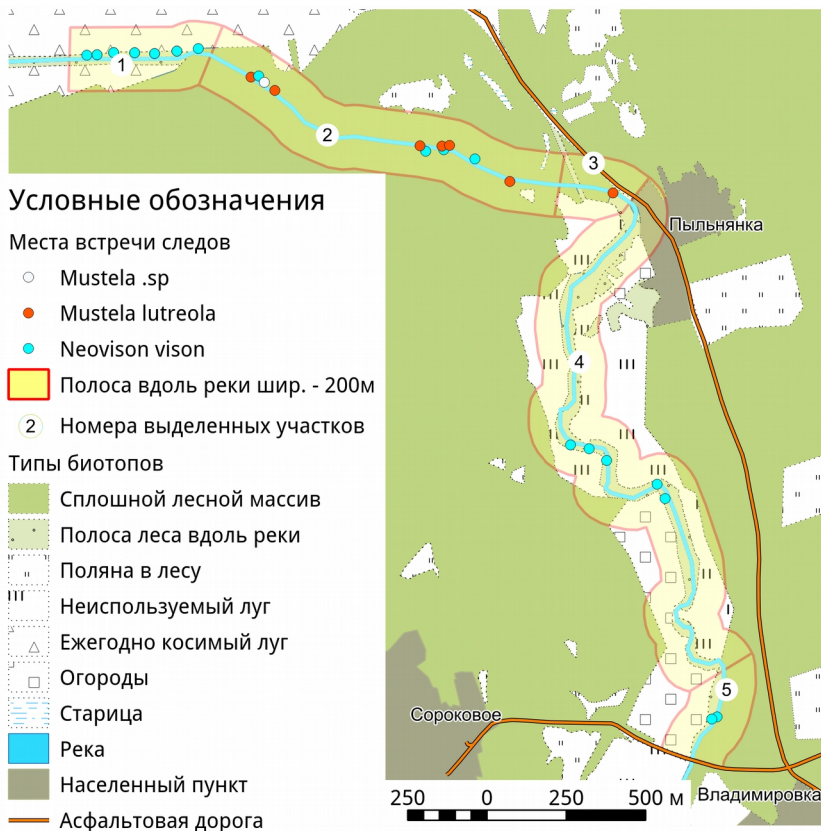 1
2
3
Пыльнянка
Условные обозначения
Места встречи следов
Mustela .sp
Mustela lutreola
Neovison vison
Полоса вдоль реки шир. - 200м
2 Номера выделенных участков
4
Типы биотопов
Сплошной лесной массив
Полоса леса вдоль реки
Поляна в лесу
Неиспользуемый луг
Ежегодно косимый луг
Огороды
Старица
Река
Населенный пункт
Асфальтовая дорога
5
Сороковое
Владимировка
250 0 250 500 м